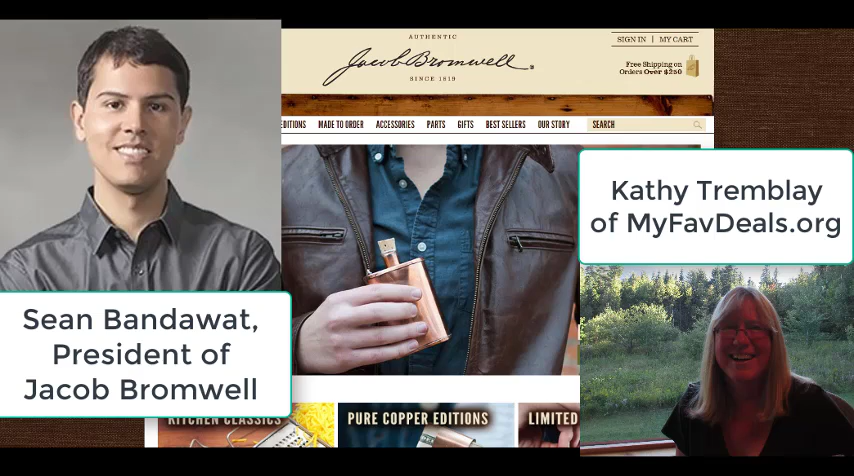 AUTHENTIC
Jacob Bromwell®
SINCE 1819
SIGN IN | MY CART
Free Shipping on
Orders Over $250
EDITIONS MADE TO ORDER ACCESSORIES PARTS GIFTS BEST SELLERS OUR STORY SEARCH
Kathy Tremblay
of MyFavDeals.org
Sean Bandawat,
President of
Jacob Bromwell
KITCHEN CLASSICS PURE COPPER EDITIONS LIMITED